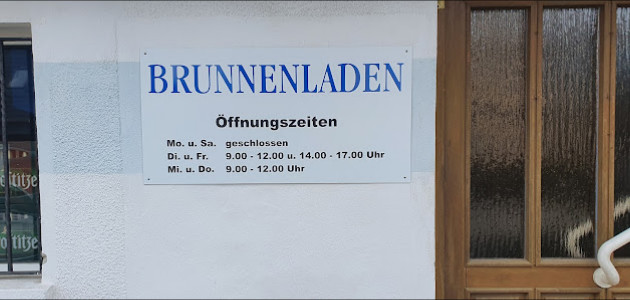 BRUNNENLADEN
Öffnungszeiten
Mo. u. Sa. geschlossen
Di. u. Fr. 9.00 - 12.00 u. 14.00 - 17.00 Uhr
Mi. u. Do. 9.00 - 12.00 Uhr